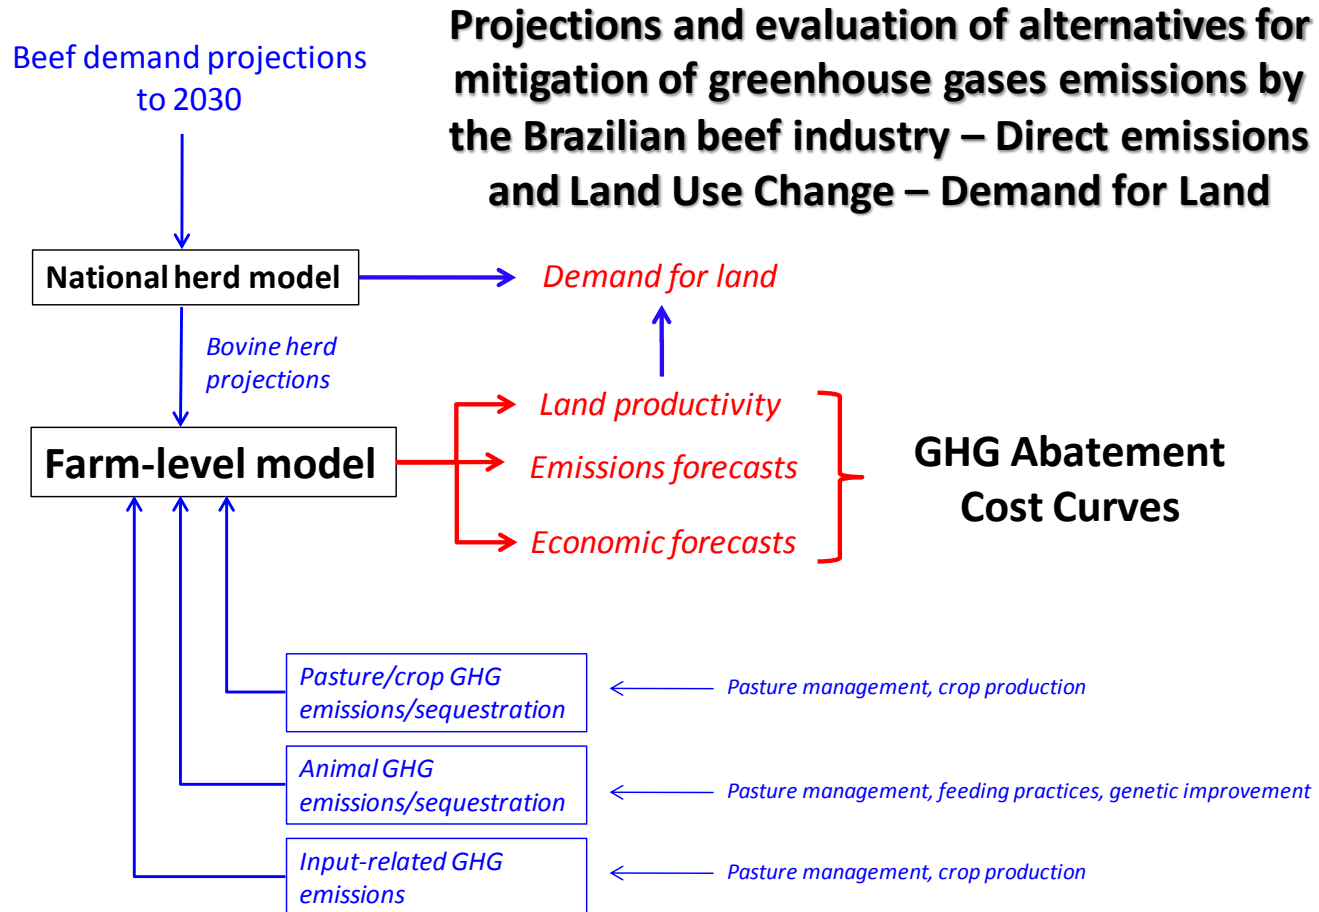 Projections and evaluation of alternatives for
mitigation of greenhouse gases emissions by
the Brazilian beef industry – Direct emissions
and Land Use Change – Demand for Land
Beef demand projections
to 2030
National herd model
Demand for land
Bovine herd
projections
Land productivity
Farm-level model
Emissions forecasts
Economic forecasts
GHG Abatement
Cost Curves
Pasture/crop GHG
emissions/sequestration
Pasture management, crop production
Animal GHG
emissions/sequestration
Pasture management, feeding practices, genetic improvement
Input-related GHG
emissions
Pasture management, crop production